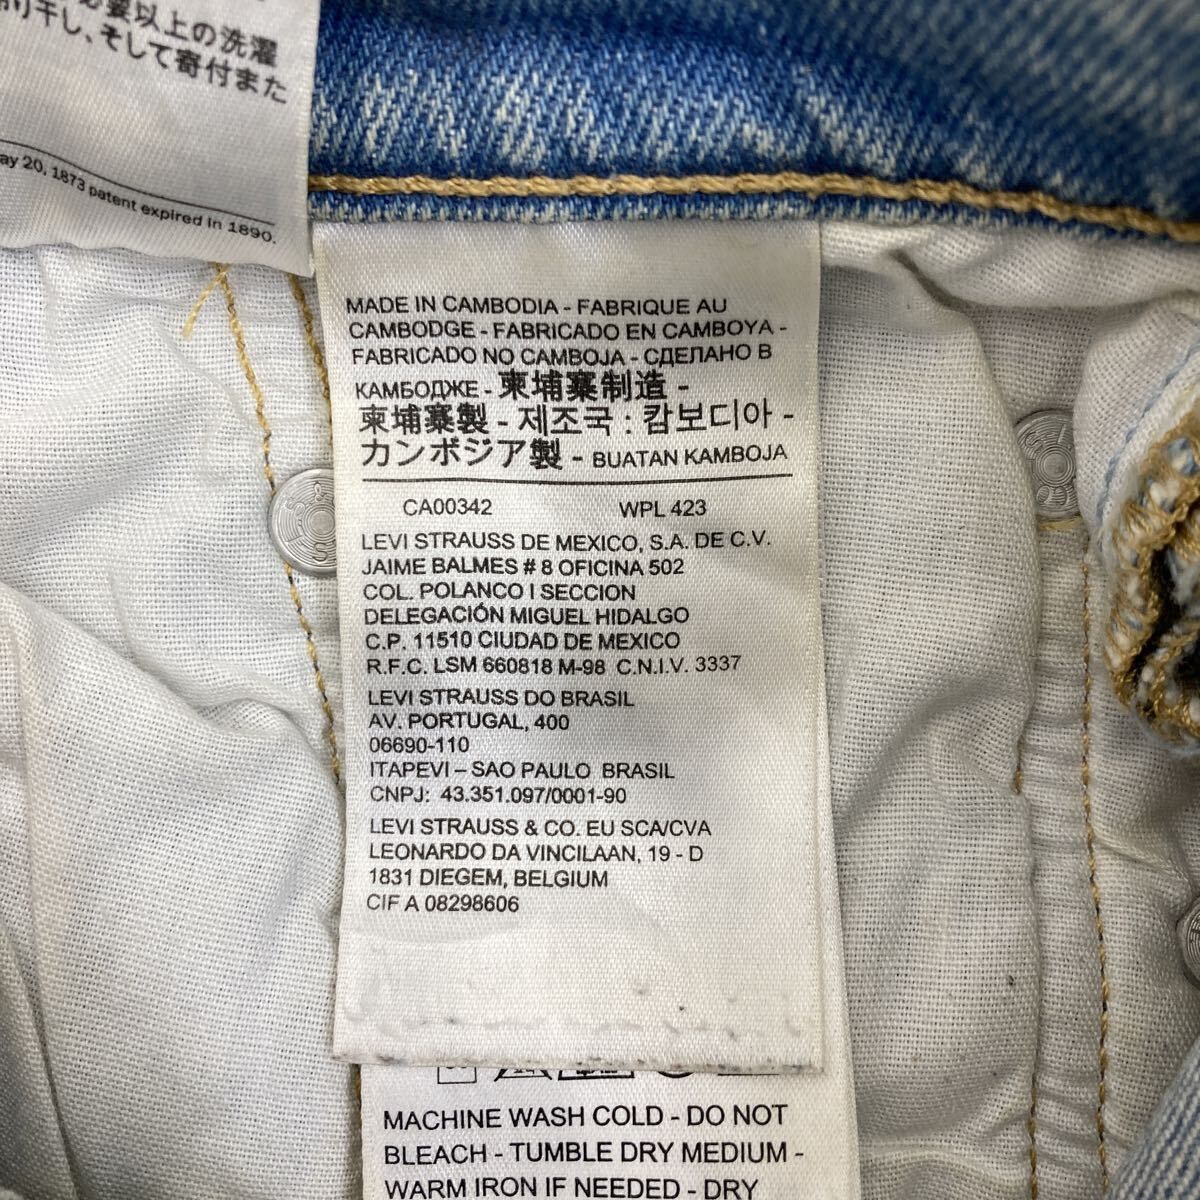 必要以上の洗濯
吊り干し、そして寄付また
20, 1873 patent expired in 1890.
MADE IN CAMBODIA - FABRIQUE AU
CAMBODGE - FABRICADO EN CAMBOYA -
FABRICADO NO CAMBOJA - СДЕЛАНО В
КАМБОДЖЕ - 柬埔寨制造 -
柬埔寨製 - 제조국 : 캄보디아 -
カンボジア製 - BUATAN KAMBOJA
CA00342 WPL 423
LEVI STRAUSS DE MEXICO, S.A. DE C.V.
JAIME BALMES # 8 OFICINA 502
COL. POLANCO I SECCION
DELEGACIÓN MIGUEL HIDALGO
C.P. 11510 CIUDAD DE MEXICO
R.F.C. LSM 660818 M-98 C.N.I.V. 3337
LEVI STRAUSS DO BRASIL
AV. PORTUGAL, 400
06690-110
ITAPEVI – SAO PAULO BRASIL
CNPJ: 43.351.097/0001-90
LEVI STRAUSS & CO. EU SCA/CVA
LEONARDO DA VINCILAAN, 19 - D
1831 DIEGEM, BELGIUM
CIF A 08298606
MACHINE WASH COLD - DO NOT
BLEACH - TUMBLE DRY MEDIUM -
WARM IRON IF NEEDED - DRY